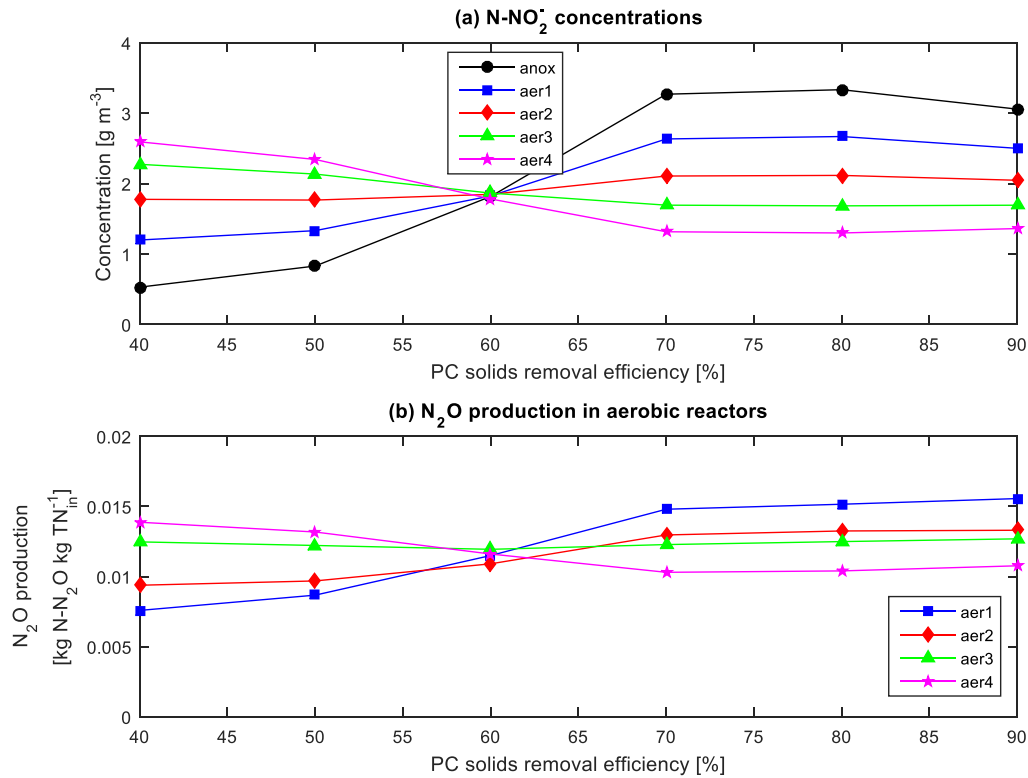 (a) N-NO₂⁻ concentrations
Concentration [g m⁻³]
4
3
2
1
0
anox
aer1
aer2
aer3
aer4
40 45 50 55 60 65 70 75 80 85 90
PC solids removal efficiency [%]
(b) N₂O production in aerobic reactors
N₂O production
[kg N-N₂O kg TN⁻¹ᵢₙ]
0.02
0.015
0.01
0.005
0
aer1
aer2
aer3
aer4
40 45 50 55 60 65 70 75 80 85 90
PC solids removal efficiency [%]